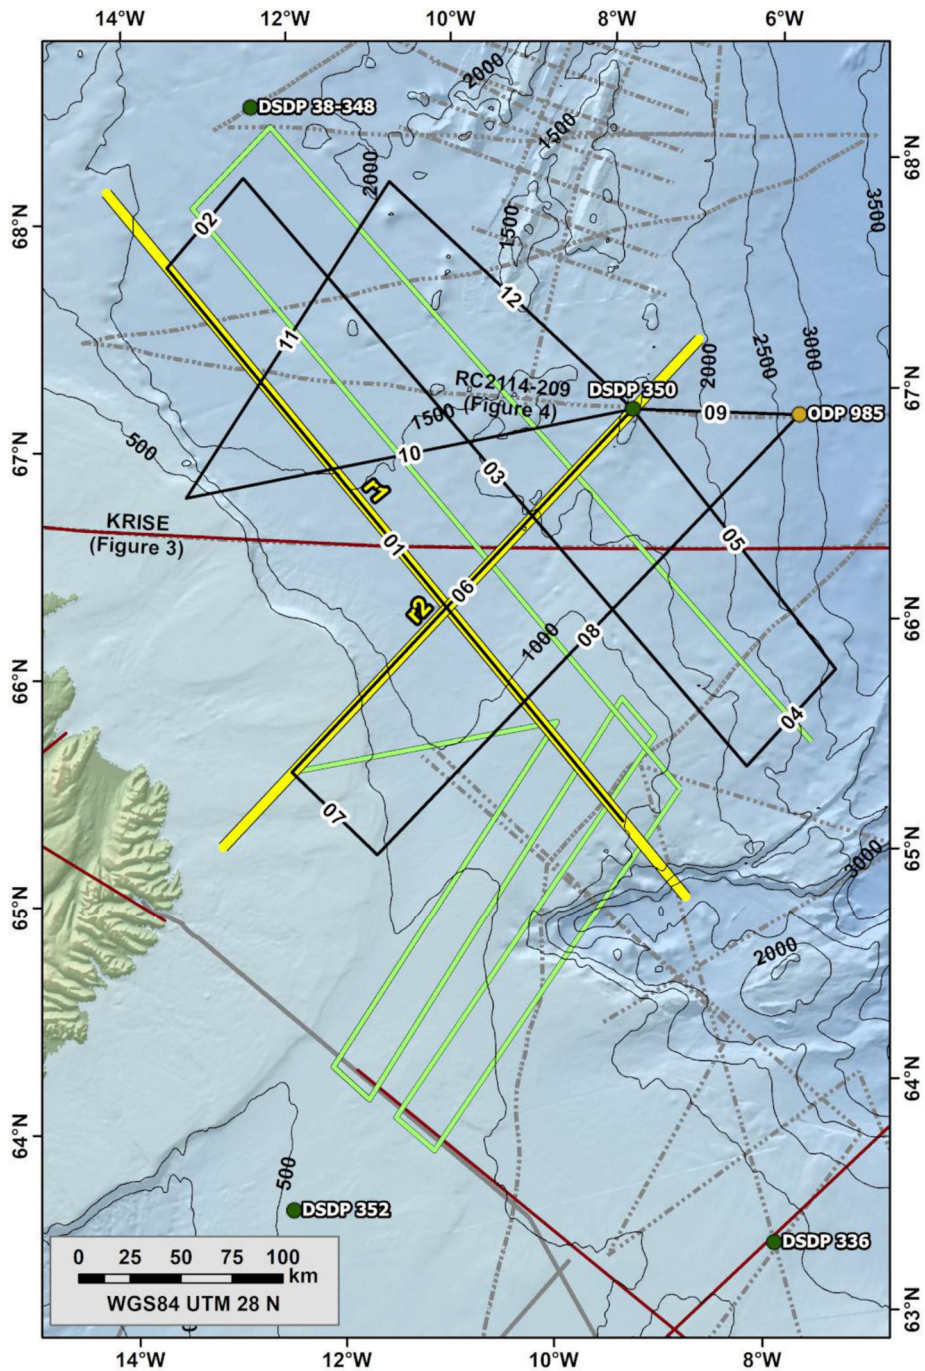 14°W 12°W 10°W 8°W 6°W
2000
DSDP 38-348
1500
68°N
2000
3500
02
1500
68°N
12
11
2000
2500
3000
RC2114-209
(Figure 4)
DSDP 350
67°N
09
ODP 985
1500
500
67°N
10
03
r1
KRISE
(Figure 3)
01
05
06
r2
66°N
1000
08
66°N
04
07
65°N
3000
65°N
2000
64°N
64°N
500
DSDP 352
DSDP 336
0 25 50 75 100
km
WGS84 UTM 28 N
63°N
14°W 12°W 10°W 8°W